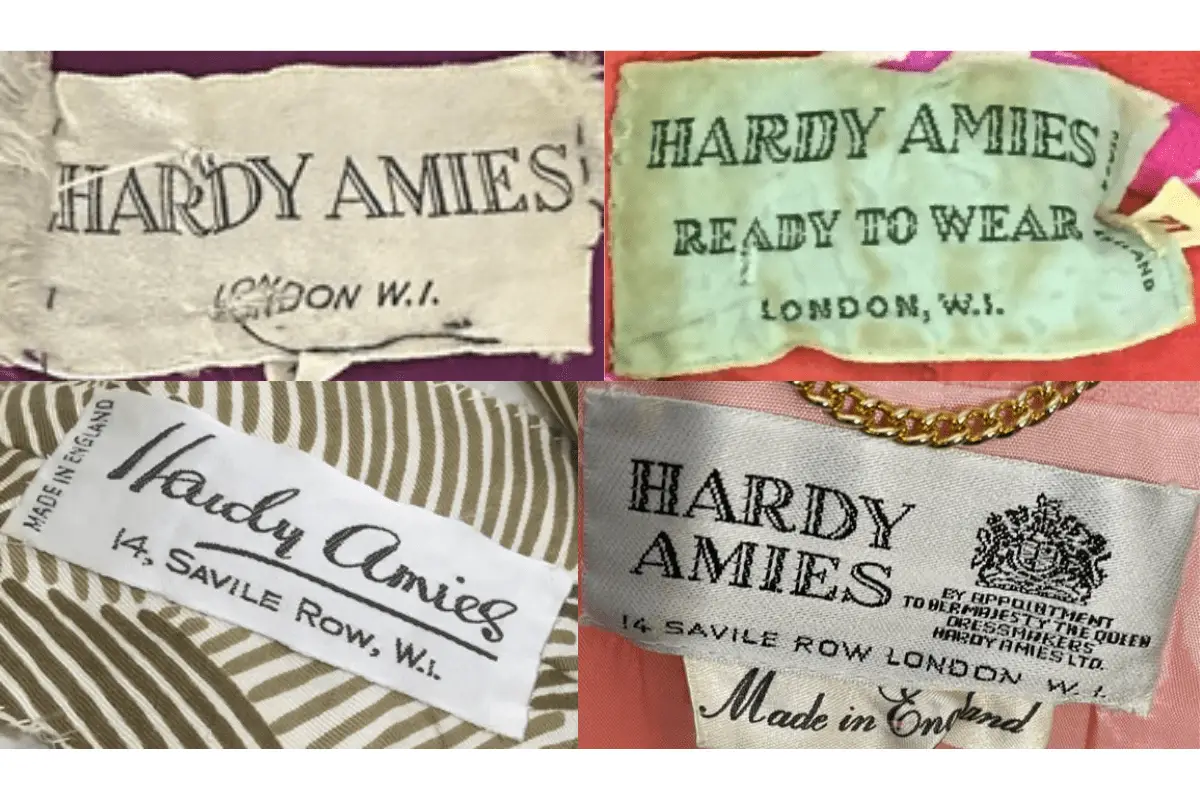 HARDY AMIES
LONDON W.I.
HARDY AMIES
READY TO WEAR
LONDON, W.I.
MADE IN ENGLAND
Hardy Amies
14, SAVILE ROW, W.I.
HARDY
AMIES
BY APPOINTMENT
TO HER MAJESTY THE QUEEN
DRESSMAKERS
HARDY AMIES LTD.
14 SAVILE ROW LONDON W.I.
Made in England